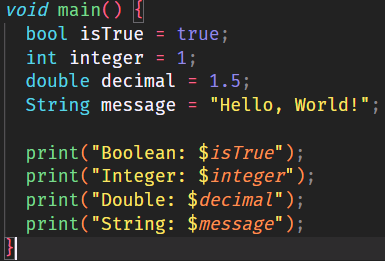 void main() {
  bool isTrue = true;
  int integer = 1;
  double decimal = 1.5;
  String message = "Hello, World!";

  print("Boolean: $isTrue");
  print("Integer: $integer");
  print("Double: $decimal");
  print("String: $message");
}